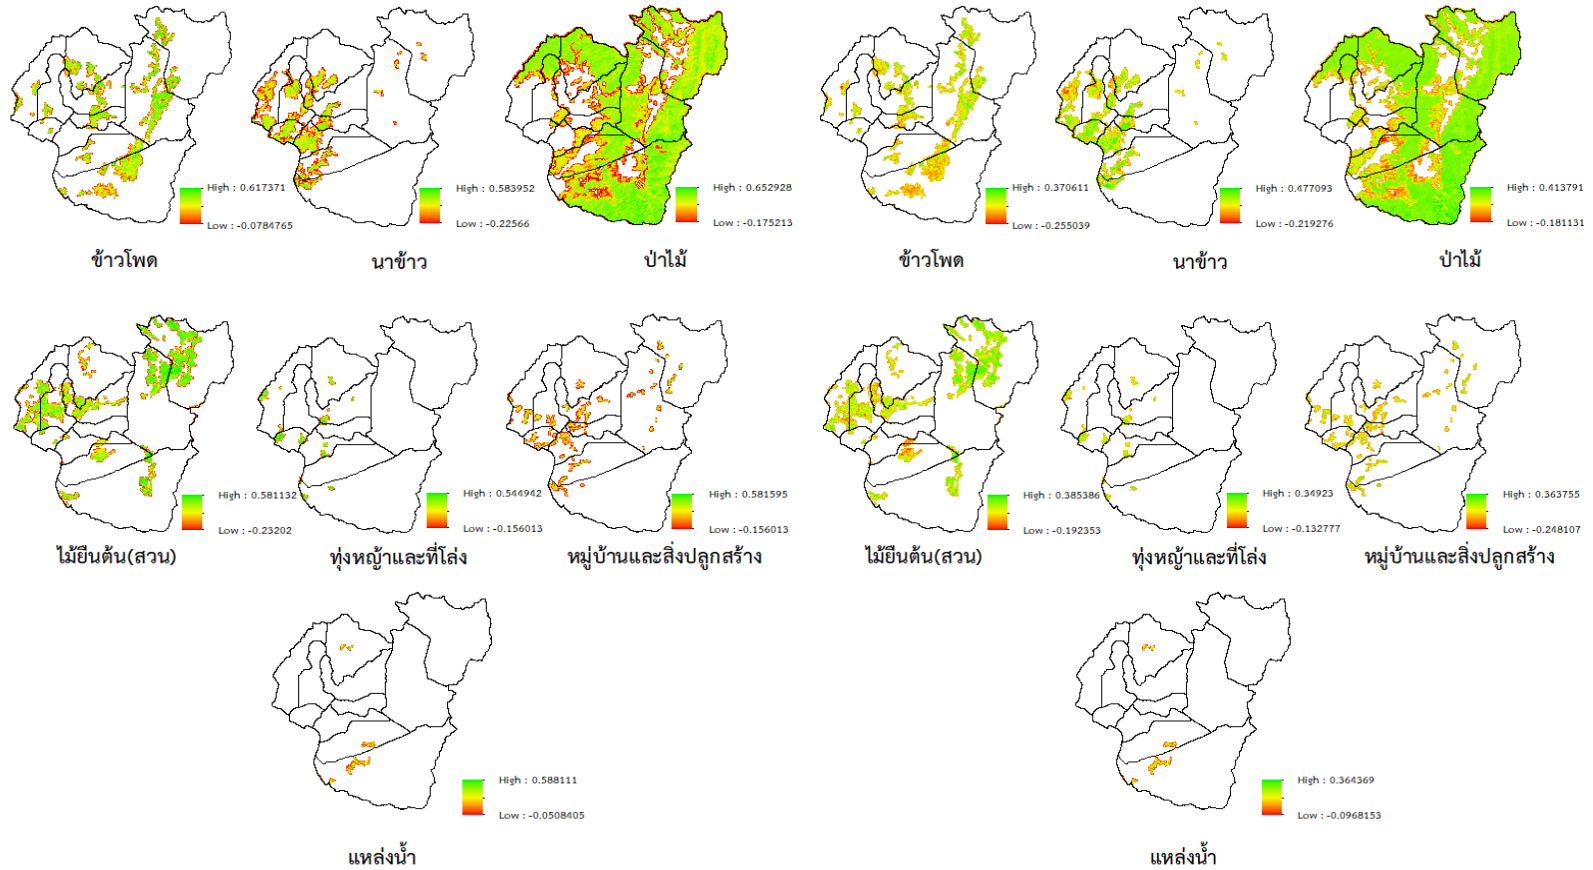 High : 0.617371
Low : -0.0784765
ข้าวโพด
High : 0.583952
Low : -0.22566
นาข้าว
High : 0.652928
Low : -0.175213
ป่าไม้
High : 0.370611
Low : -0.255039
ข้าวโพด
High : 0.477093
Low : -0.219276
นาข้าว
High : 0.413791
Low : -0.181131
ป่าไม้
High : 0.581132
Low : -0.23202
ไม้ยืนต้น(สวน)
High : 0.544942
Low : -0.156013
ทุ่งหญ้าและที่โล่ง
High : 0.581595
Low : -0.156013
หมู่บ้านและสิ่งปลูกสร้าง
High : 0.385386
Low : -0.192353
ไม้ยืนต้น(สวน)
High : 0.34923
Low : -0.132777
ทุ่งหญ้าและที่โล่ง
High : 0.363755
Low : -0.248107
หมู่บ้านและสิ่งปลูกสร้าง
High : 0.588111
Low : -0.0508405
แหล่งน้ำ
High : 0.364369
Low : -0.0968153
แหล่งน้ำ